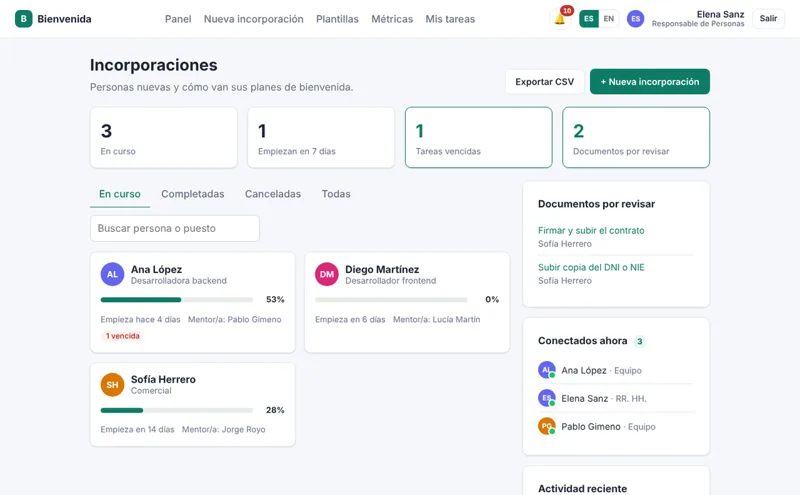 B Bienvenida
Panel Nueva incorporación Plantillas Métricas Mis tareas
10
ES EN
ES
Elena Sanz
Responsable de Personas
Salir
Incorporaciones
Personas nuevas y cómo van sus planes de bienvenida.
Exportar CSV
+ Nueva incorporación
3
En curso
1
Empiezan en 7 días
1
Tareas vencidas
2
Documentos por revisar
En curso Completadas Canceladas Todas
Buscar persona o puesto
AL
Ana López
Desarrolladora backend
53%
Empieza hace 4 días Mentor/a: Pablo Gimeno
1 vencida
DM
Diego Martínez
Desarrollador frontend
0%
Empieza en 6 días Mentor/a: Lucía Martín
SH
Sofía Herrero
Comercial
28%
Empieza en 14 días Mentor/a: Jorge Royo
Documentos por revisar
Firmar y subir el contrato
Sofía Herrero
Subir copia del DNI o NIE
Sofía Herrero
Conectados ahora 3
AL Ana López · Equipo
ES Elena Sanz · RR. HH.
PG Pablo Gimeno · Equipo
Actividad reciente